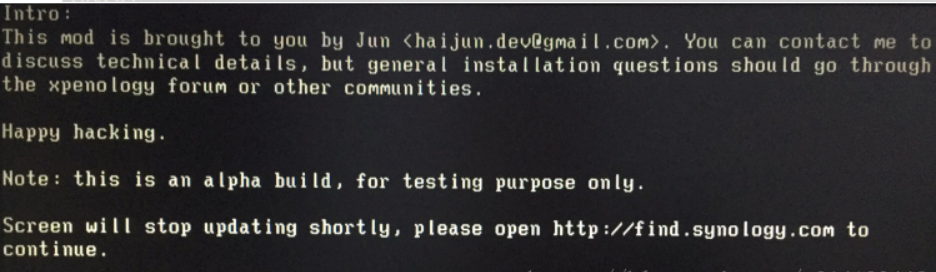 Intro:
This mod is brought to you by Jun <haijun.dev@gmail.com>. You can contact me to
discuss technical details, but general installation questions should go through
the xpenology forum or other communities.
Happy hacking.
Note: this is an alpha build, for testing purpose only.
Screen will stop updating shortly, please open http://find.synology.com to
continue.